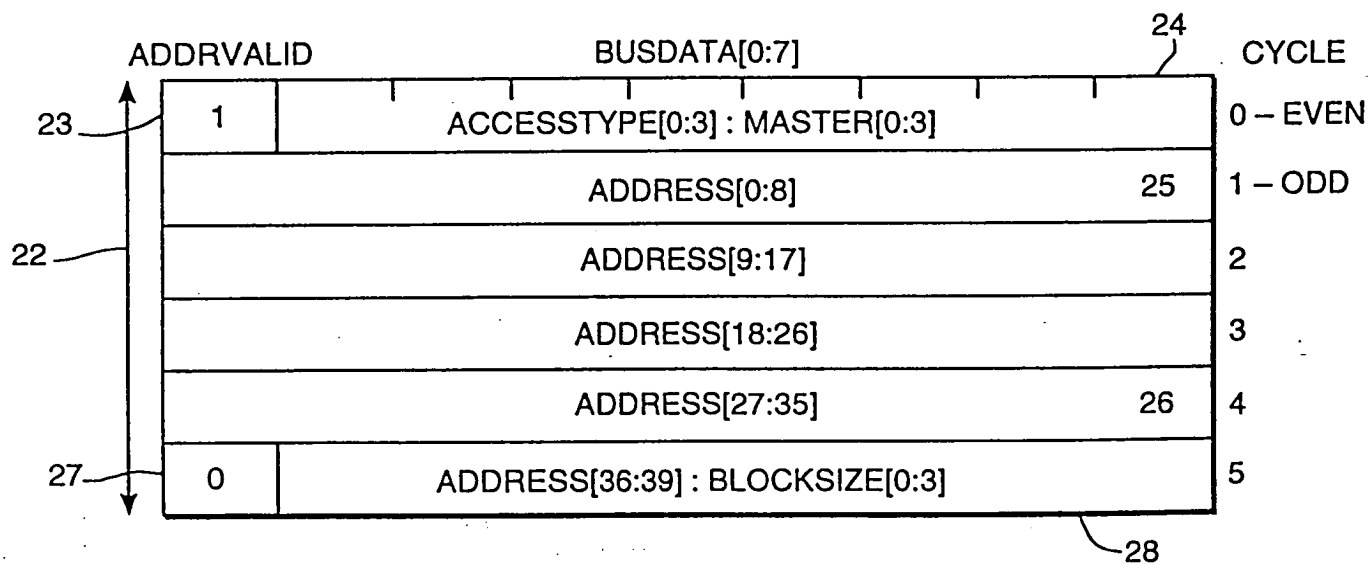 24
ADDRVALID BUSDATA[0:7] CYCLE
23 1 ACCESSTYPE[0:3] : MASTER[0:3] 0 – EVEN
ADDRESS[0:8] 25 1 – ODD
22 ADDRESS[9:17] 2
ADDRESS[18:26] 3
ADDRESS[27:35] 26 4
27 0 ADDRESS[36:39] : BLOCKSIZE[0:3] 5
28